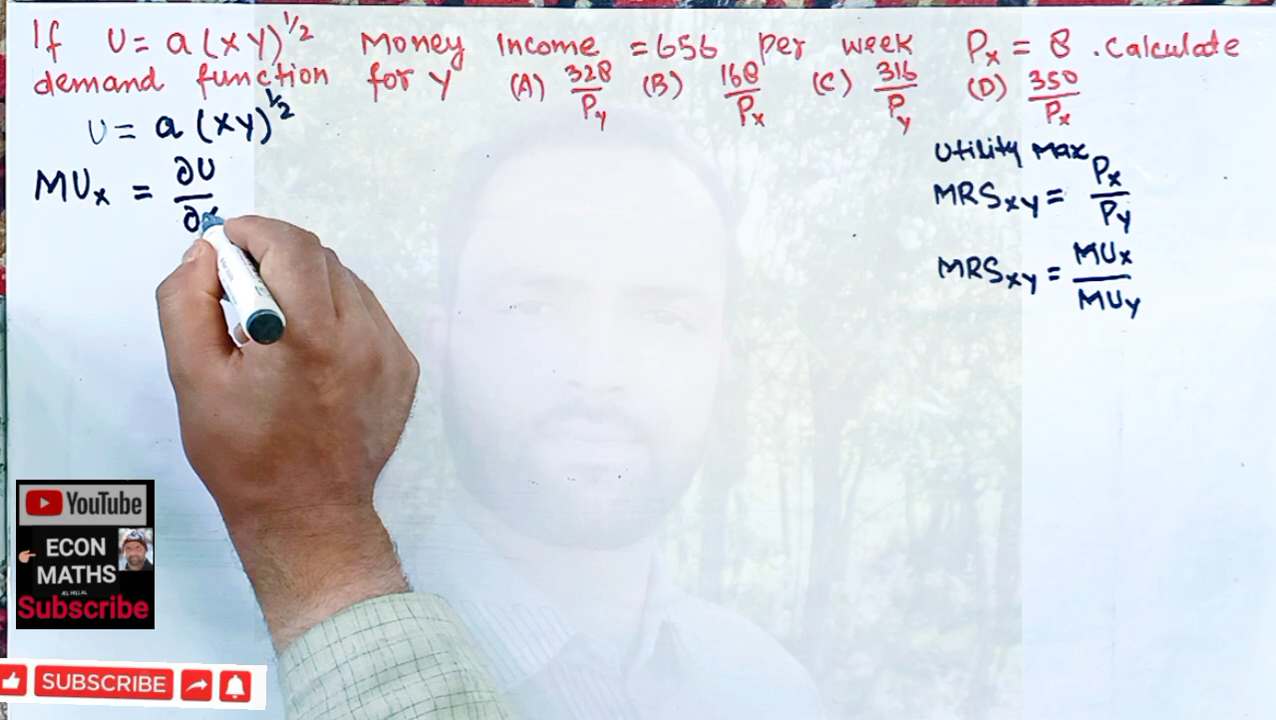 If U = a(xy)^1/2 Money Income = 656 per week Px = 8 . Calculate
demand function for Y (A) 328/Py (B) 168/Px (C) 316/Py (D) 350/Px
U = a(xy)^1/2
MUx = ∂U/∂x
Utility Max
MRSxy = Px/Py
MRSxy = MUx/MUy
YouTube
ECON
MATHS
Subscribe
SUBSCRIBE